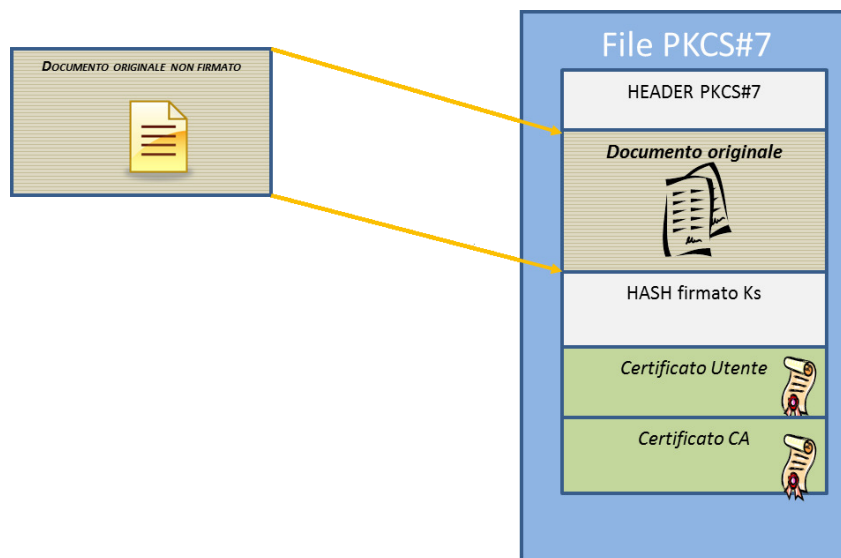 DOCUMENTO ORIGINALE NON FIRMATO
File PKCS#7
HEADER PKCS#7
Documento originale
HASH firmato Ks
Certificato Utente
Certificato CA